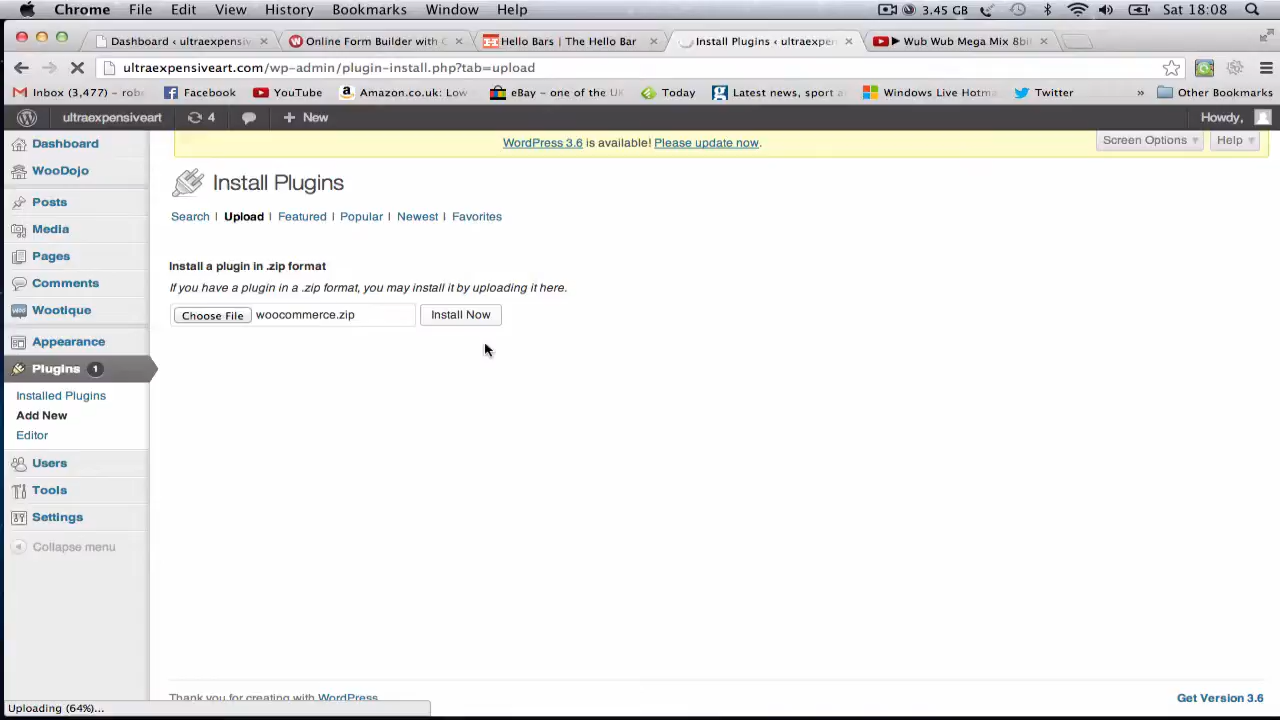 Chrome File Edit View History Bookmarks Window Help 3.45 GB Sat 18:08
Dashboard ‹ ultraexpensiv Online Form Builder with C Hello Bars | The Hello Bar Install Plugins ‹ ultraexpen ▶ Wub Wub Mega Mix 8bi
ultraexpensiveart.com/wp-admin/plugin-install.php?tab=upload
Inbox (3,477) – robe Facebook YouTube Amazon.co.uk: Low eBay – one of the UK Today Latest news, sport a Windows Live Hotma Twitter » Other Bookmarks
ultraexpensiveart 4 + New Howdy,
WordPress 3.6 is available! Please update now.
Screen Options Help
Dashboard
WooDojo
Posts
Media
Pages
Comments
Wootique
Appearance
Plugins 1
Installed Plugins
Add New
Editor
Users
Tools
Settings
Collapse menu
Install Plugins
Search | Upload | Featured | Popular | Newest | Favorites
Install a plugin in .zip format
If you have a plugin in a .zip format, you may install it by uploading it here.
Choose File woocommerce.zip Install Now
Thank you for creating with WordPress. Get Version 3.6
Uploading (64%)...